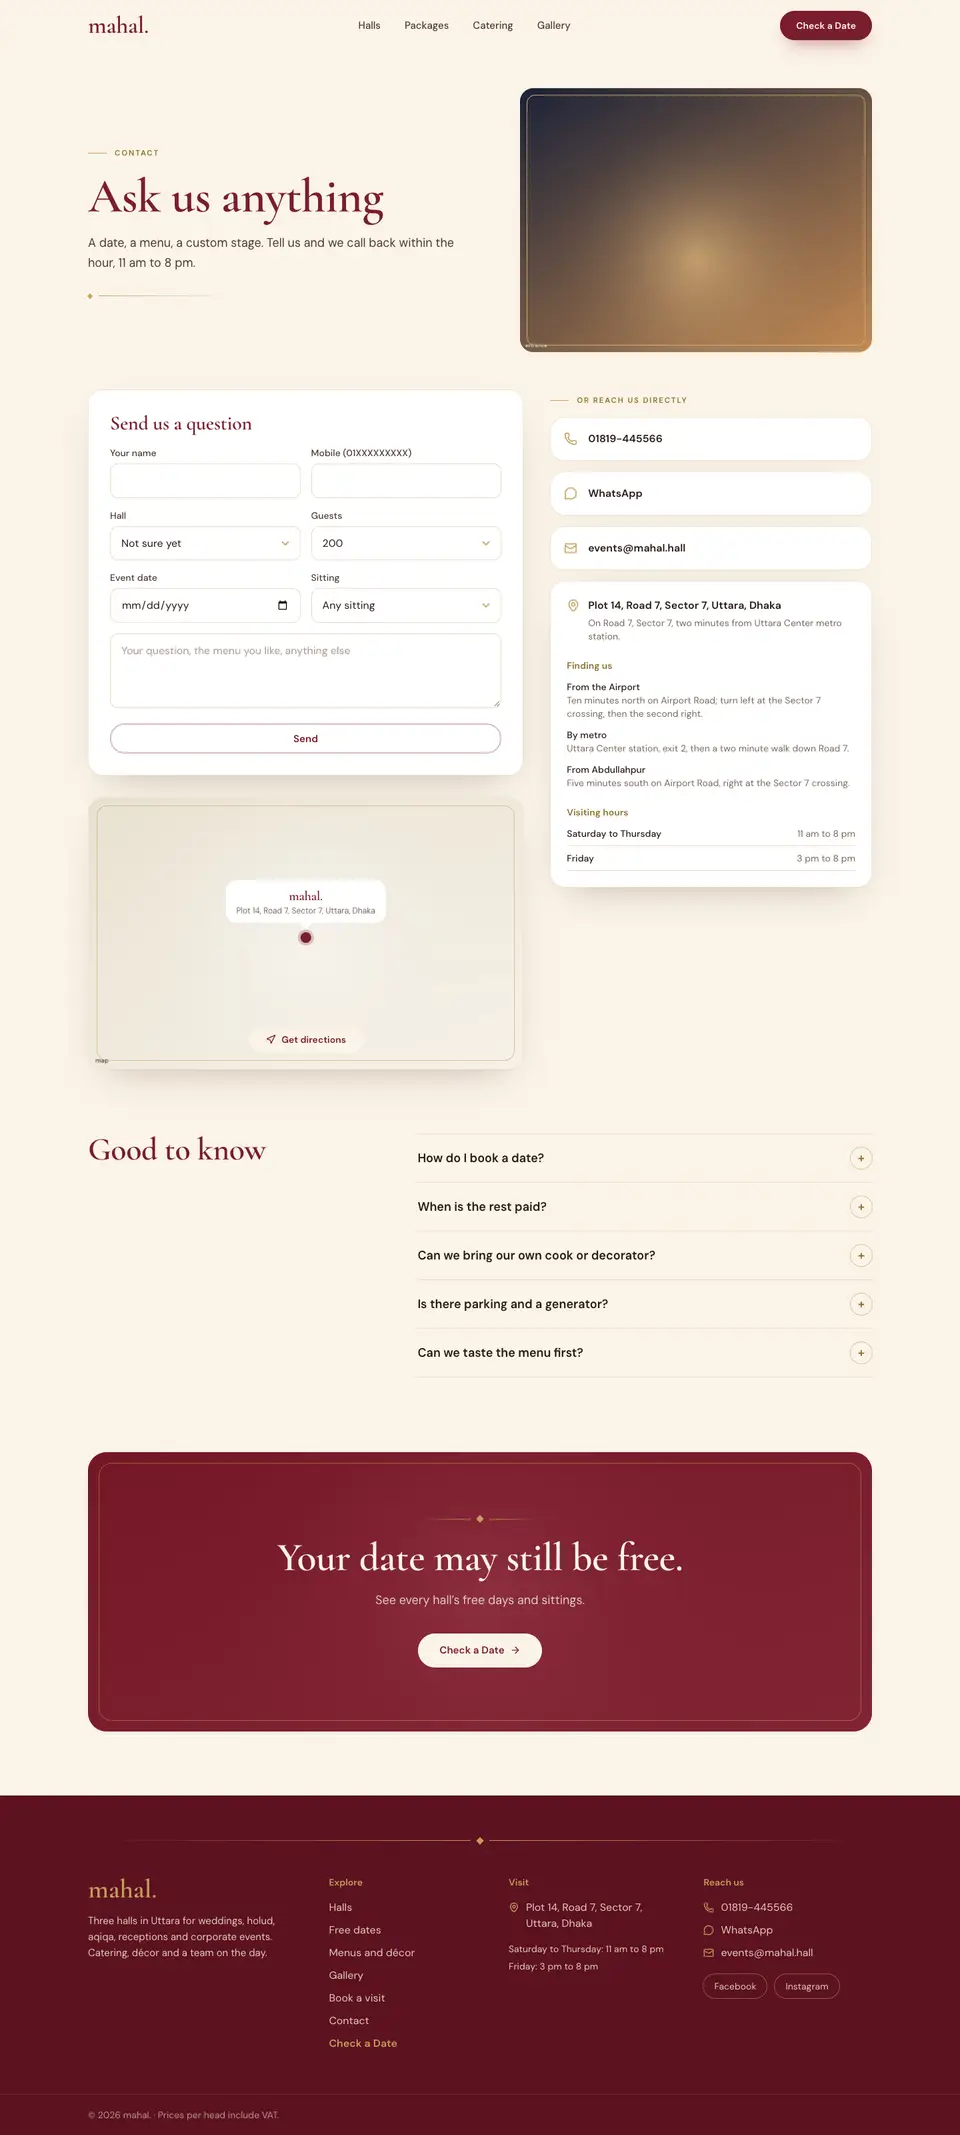 mahal.
Halls
Packages
Catering
Gallery
Check a Date
CONTACT
Ask us anything
A date, a menu, a custom stage. Tell us and we call back within the
hour, 11 am to 8 pm.
Send us a question
Your name
Mobile (01XXXXXXXXX)
Hall
Guests
Not sure yet
200
Event date
Sitting
mm/dd/yyyy
Any sitting
Your question, the menu you like, anything else
Send
OR REACH US DIRECTLY
01819-445566
WhatsApp
events@mahal.hall
Plot 14, Road 7, Sector 7, Uttara, Dhaka
On Road 7, Sector 7, two minutes from Uttara Center metro
station.
Finding us
From the Airport
Ten minutes north on Airport Road; turn left at the Sector 7
crossing, then the second right.
By metro
Uttara Center station, exit 2, then a two minute walk down Road 7.
From Abdullahpur
Five minutes south on Airport Road, right at the Sector 7 crossing.
Visiting hours
Saturday to Thursday
11 am to 8 pm
Friday
3 pm to 8 pm
mahal.
Plot 14, Road 7, Sector 7, Uttara, Dhaka
Get directions
map
Good to know
How do I book a date?
When is the rest paid?
Can we bring our own cook or decorator?
Is there parking and a generator?
Can we taste the menu first?
Your date may still be free.
See every hall's free days and sittings.
Check a Date
mahal.
Three halls in Uttara for weddings, holud,
aqiqa, receptions and corporate events.
Catering, décor and a team on the day.
Explore
Halls
Free dates
Menus and décor
Gallery
Book a visit
Contact
Check a Date
Visit
Plot 14, Road 7, Sector 7,
Uttara, Dhaka
Saturday to Thursday: 11 am to 8 pm
Friday: 3 pm to 8 pm
Reach us
01819-445566
WhatsApp
events@mahal.hall
Facebook
Instagram
© 2026 mahal. · Prices per head include VAT.